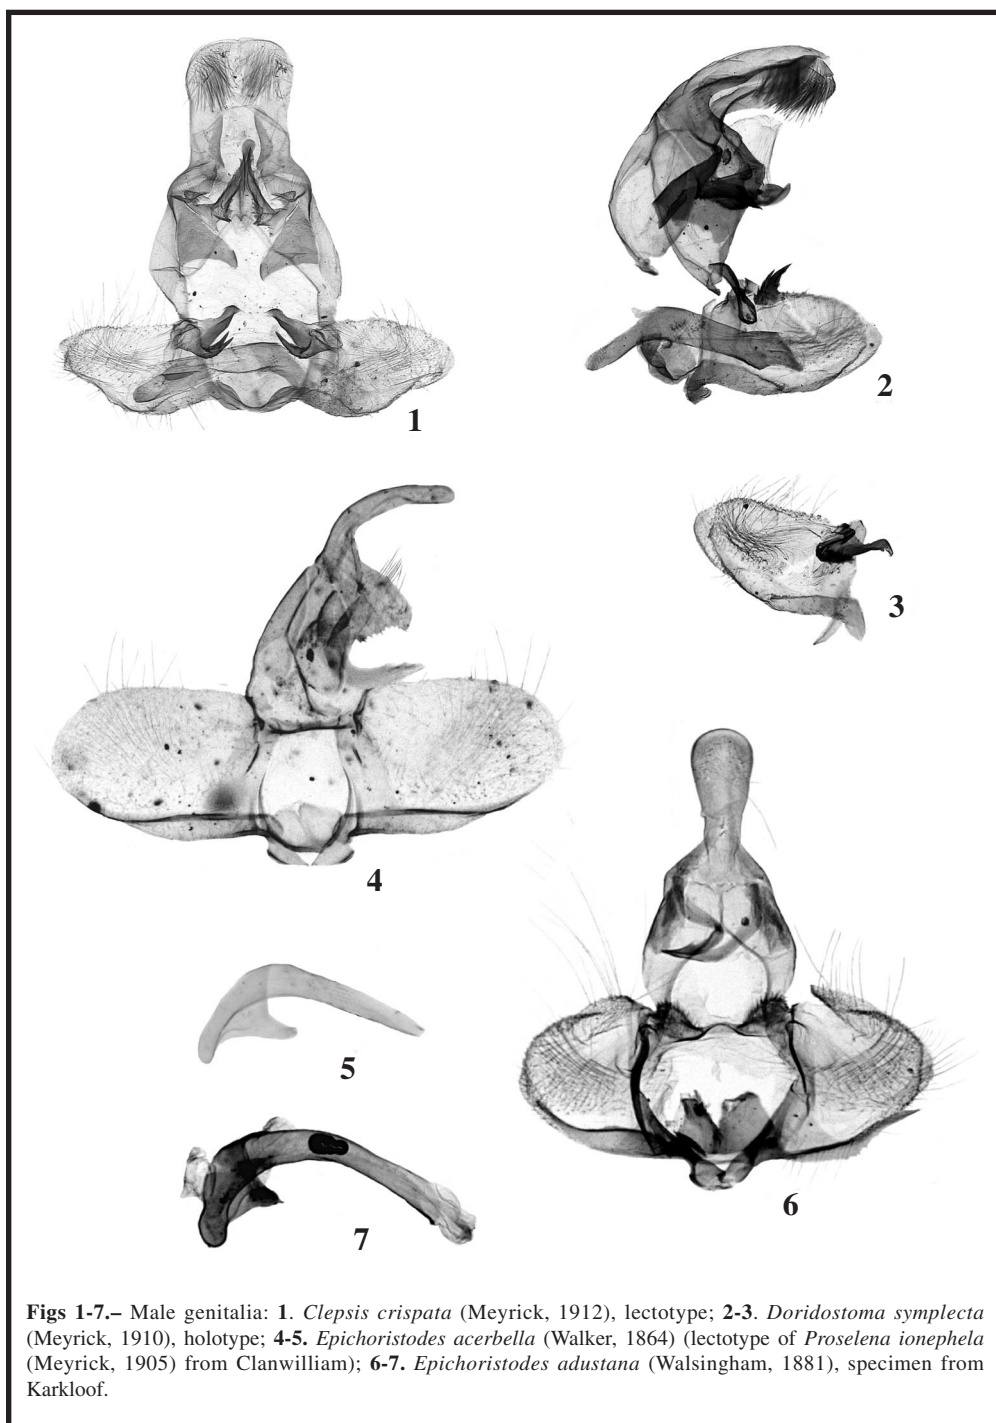 1
2
3
4
5
6
7
Figs 1-7.– Male genitalia: 1. Clepsis crispata (Meyrick, 1912), lectotype; 2-3. Doridostoma symplecta
(Meyrick, 1910), holotype; 4-5. Epichoristodes acerbella (Walker, 1864) (lectotype of Proselena ionephela
(Meyrick, 1905) from Clanwilliam); 6-7. Epichoristodes adustana (Walsingham, 1881), specimen from
Karkloof.